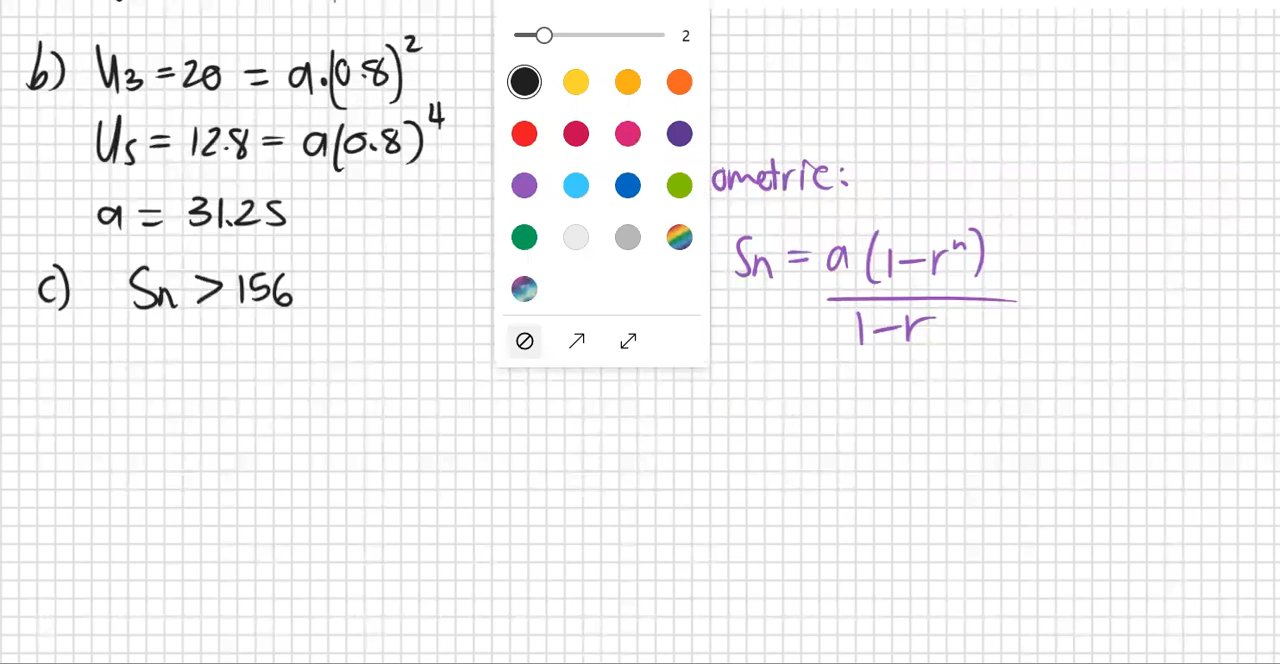 b) U3 = 20 = a.(0.8)^2
U5 = 12.8 = a(0.8)^4
a = 31.25
c) Sn > 156
2
ometric:
Sn = a(1-r^n)
1-r